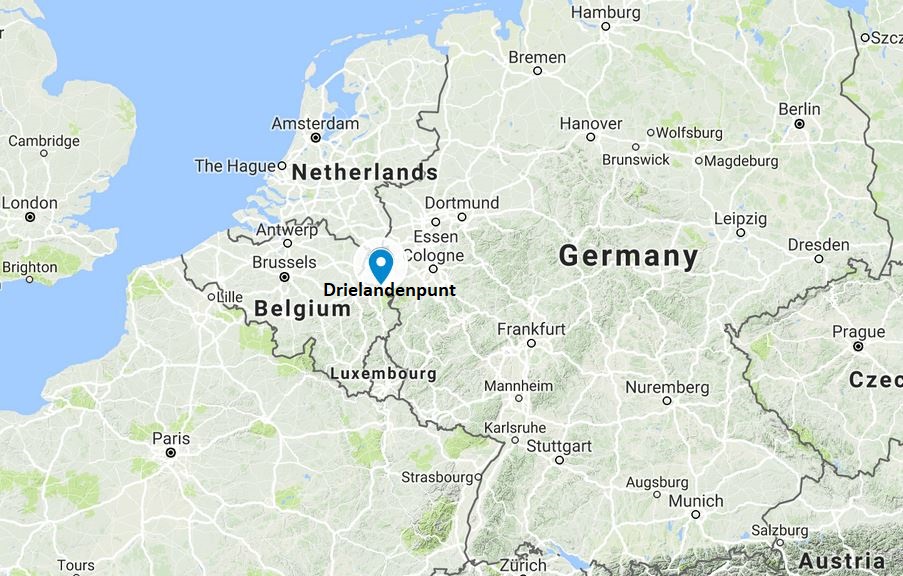 Hamburg
Szcz
Bremen
Berlin
Amsterdam
Hanover
Wolfsburg
Cambridge
Brunswick
Magdeburg
The Hague
Netherlands
London
Dortmund
Leipzig
Antwerp
Essen
Dresden
Cologne
Germany
Brussels
Brighton
Drielandenpunt
Lille
Belgium
Frankfurt
Prague
Luxembourg
Czec
Mannheim
Nuremberg
Karlsruhe
Paris
Stuttgart
Strasbourg
Augsburg
Munich
Salzburg
Tours
Zürich
Austria